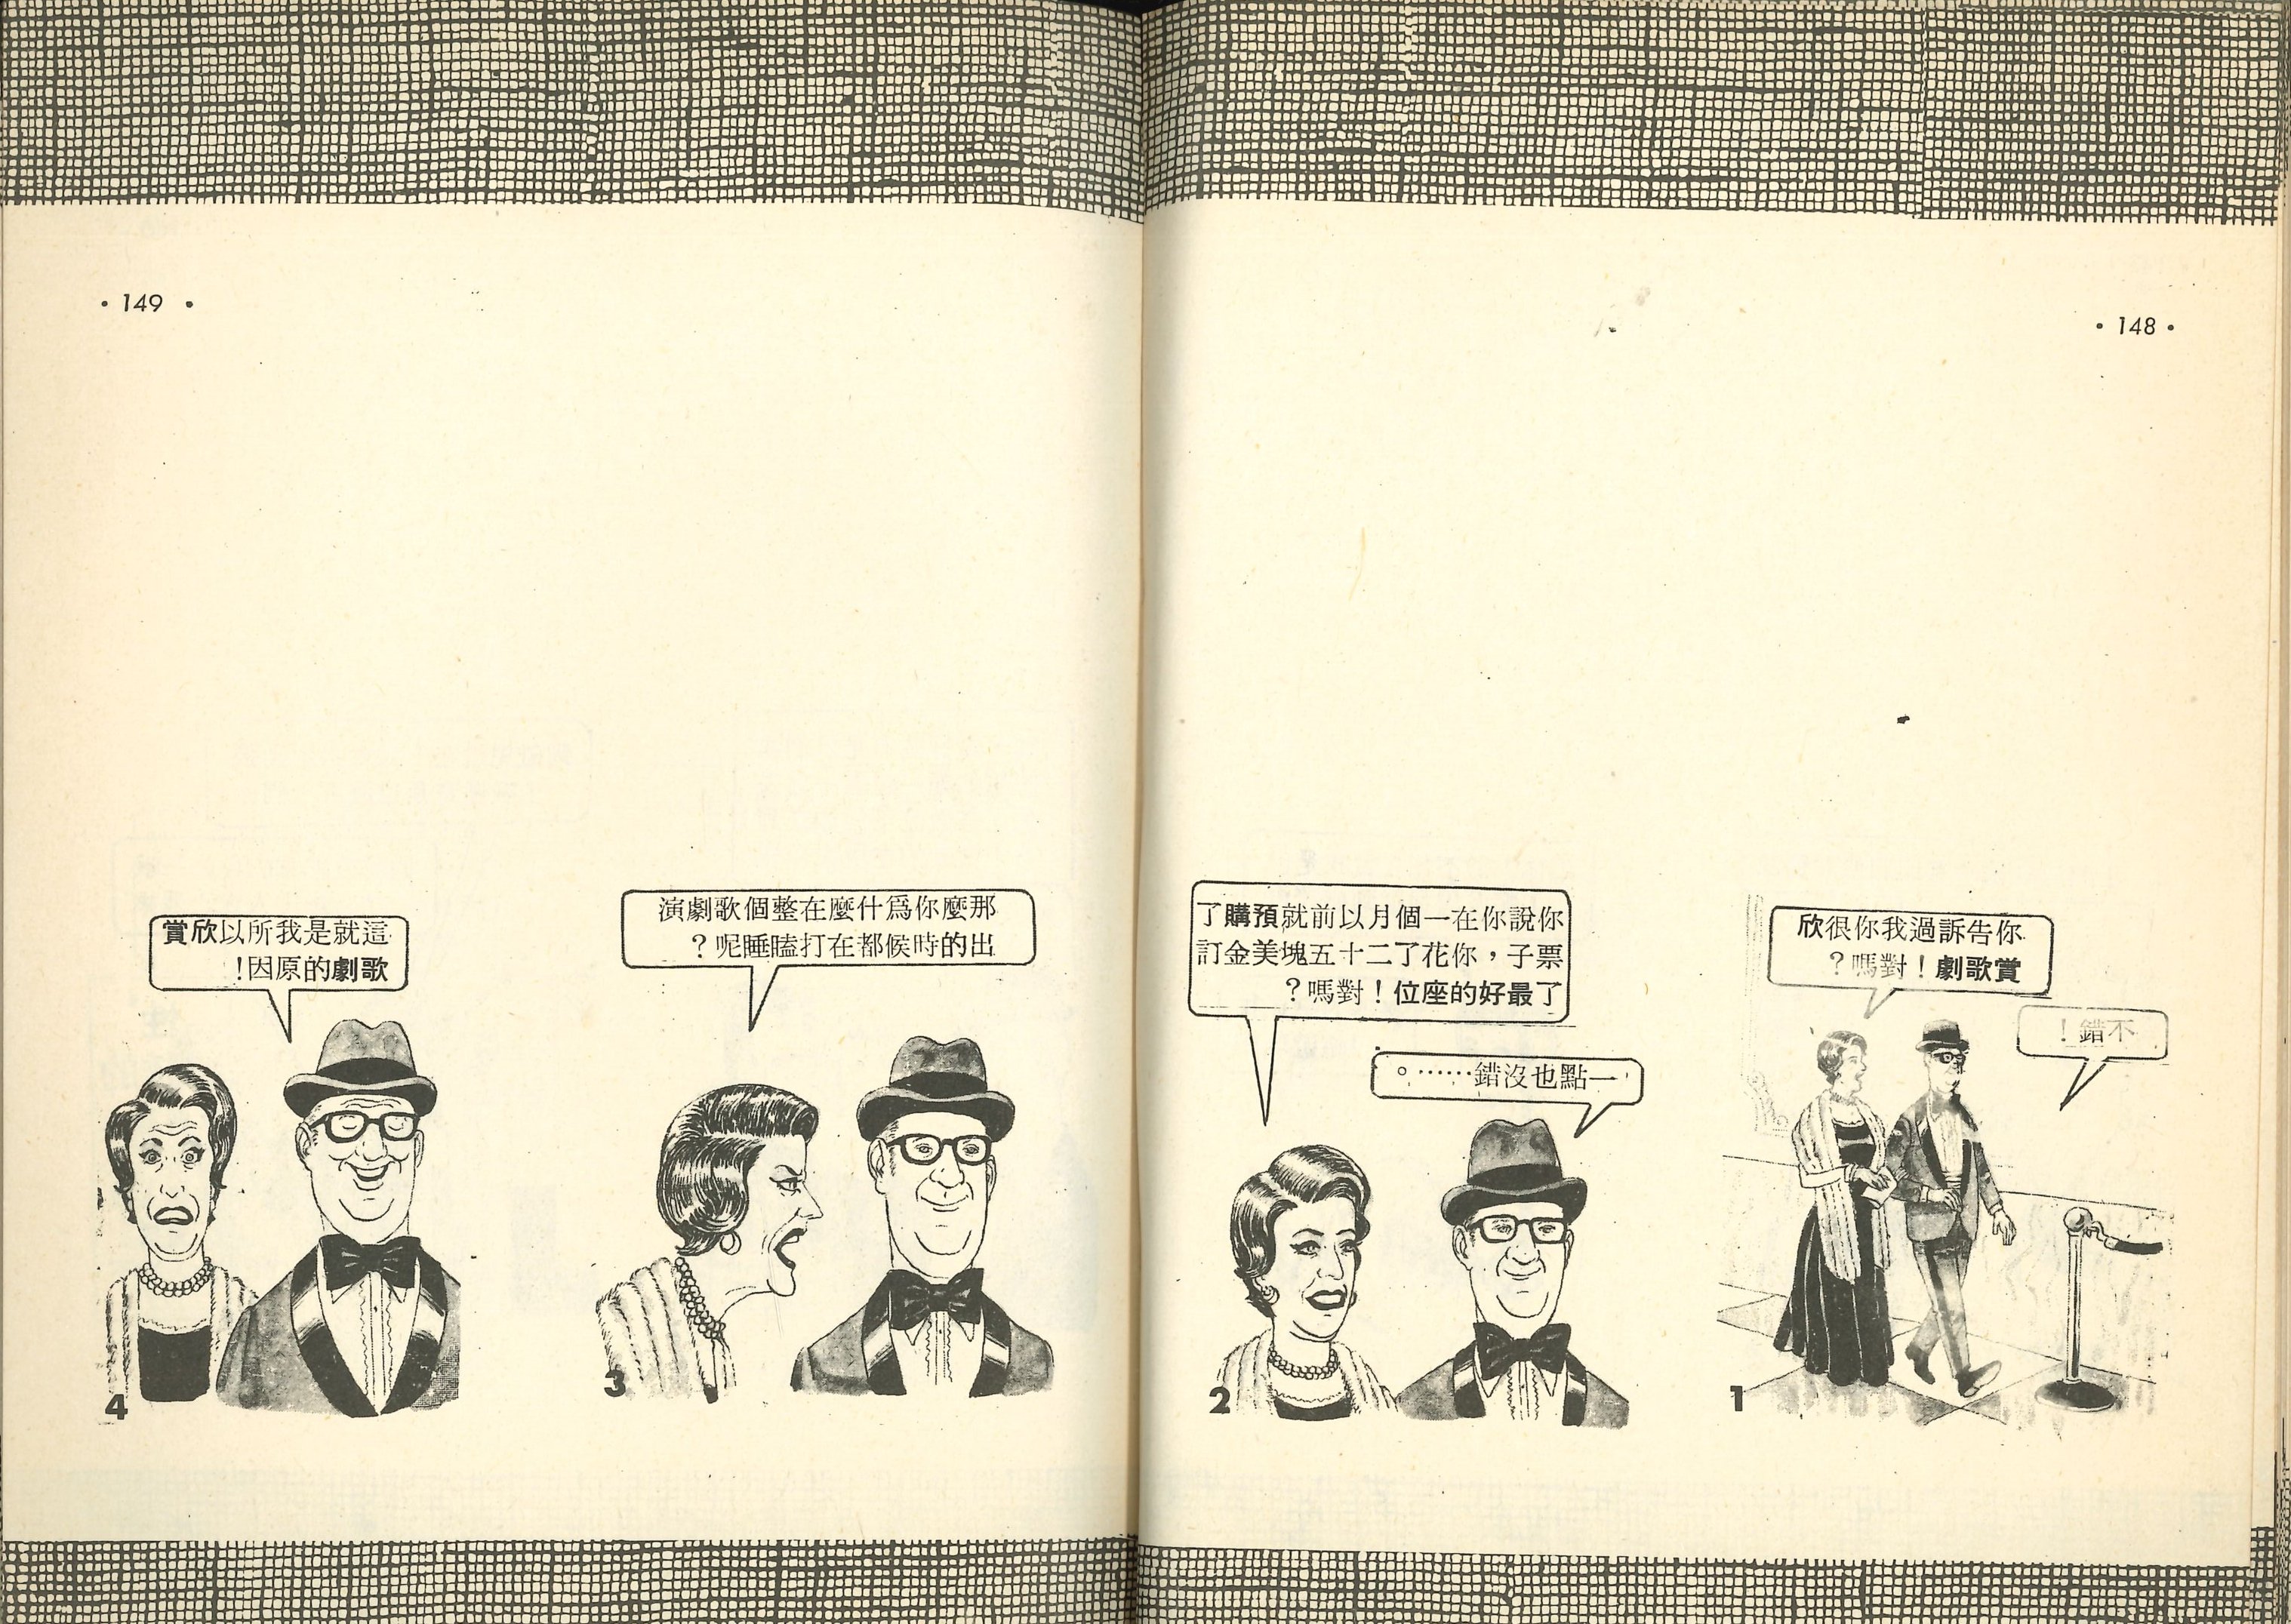 • 148 •
你告訴過我你很欣
賞歌劇！對嗎？
不錯！
1
你說你在一個月以前就預購了
票子，你花了二十五塊美金訂
了最好的座位！對嗎？
一點也沒錯……。
2
• 149 •
那麼你爲什麼在整個歌劇演
出的時候都在打瞌睡呢？
3
這就是我所以欣賞
歌劇的原因！
4